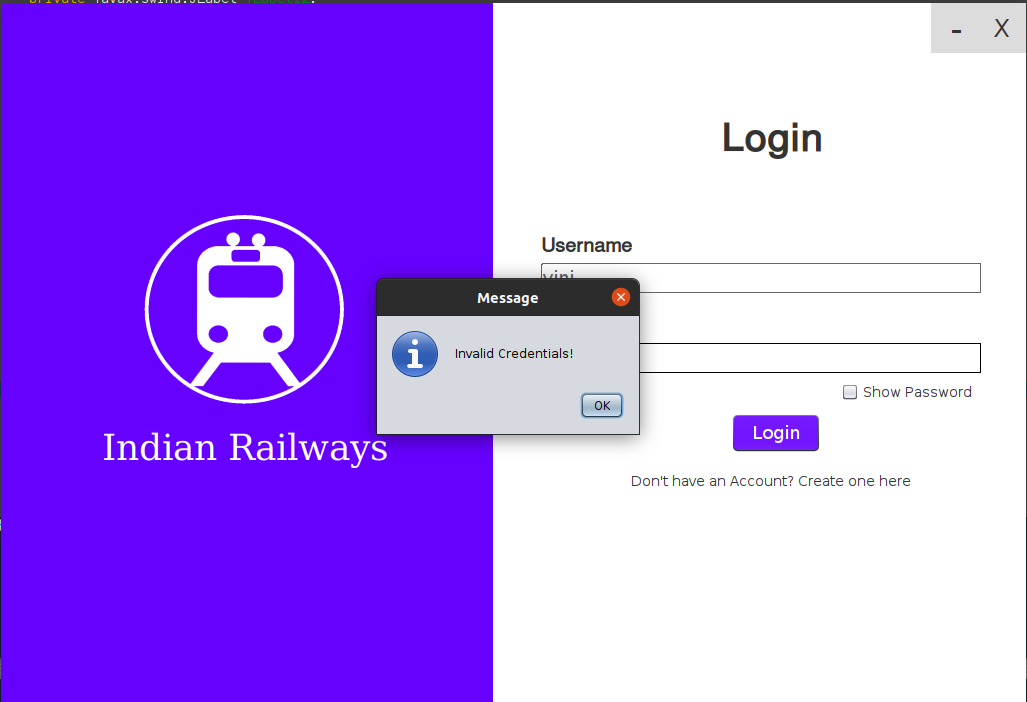 private javax.swing.JLabel
- X
Login
Username
vini
Message
Invalid Credentials!
OK
Show Password
Login
Don't have an Account? Create one here
Indian Railways